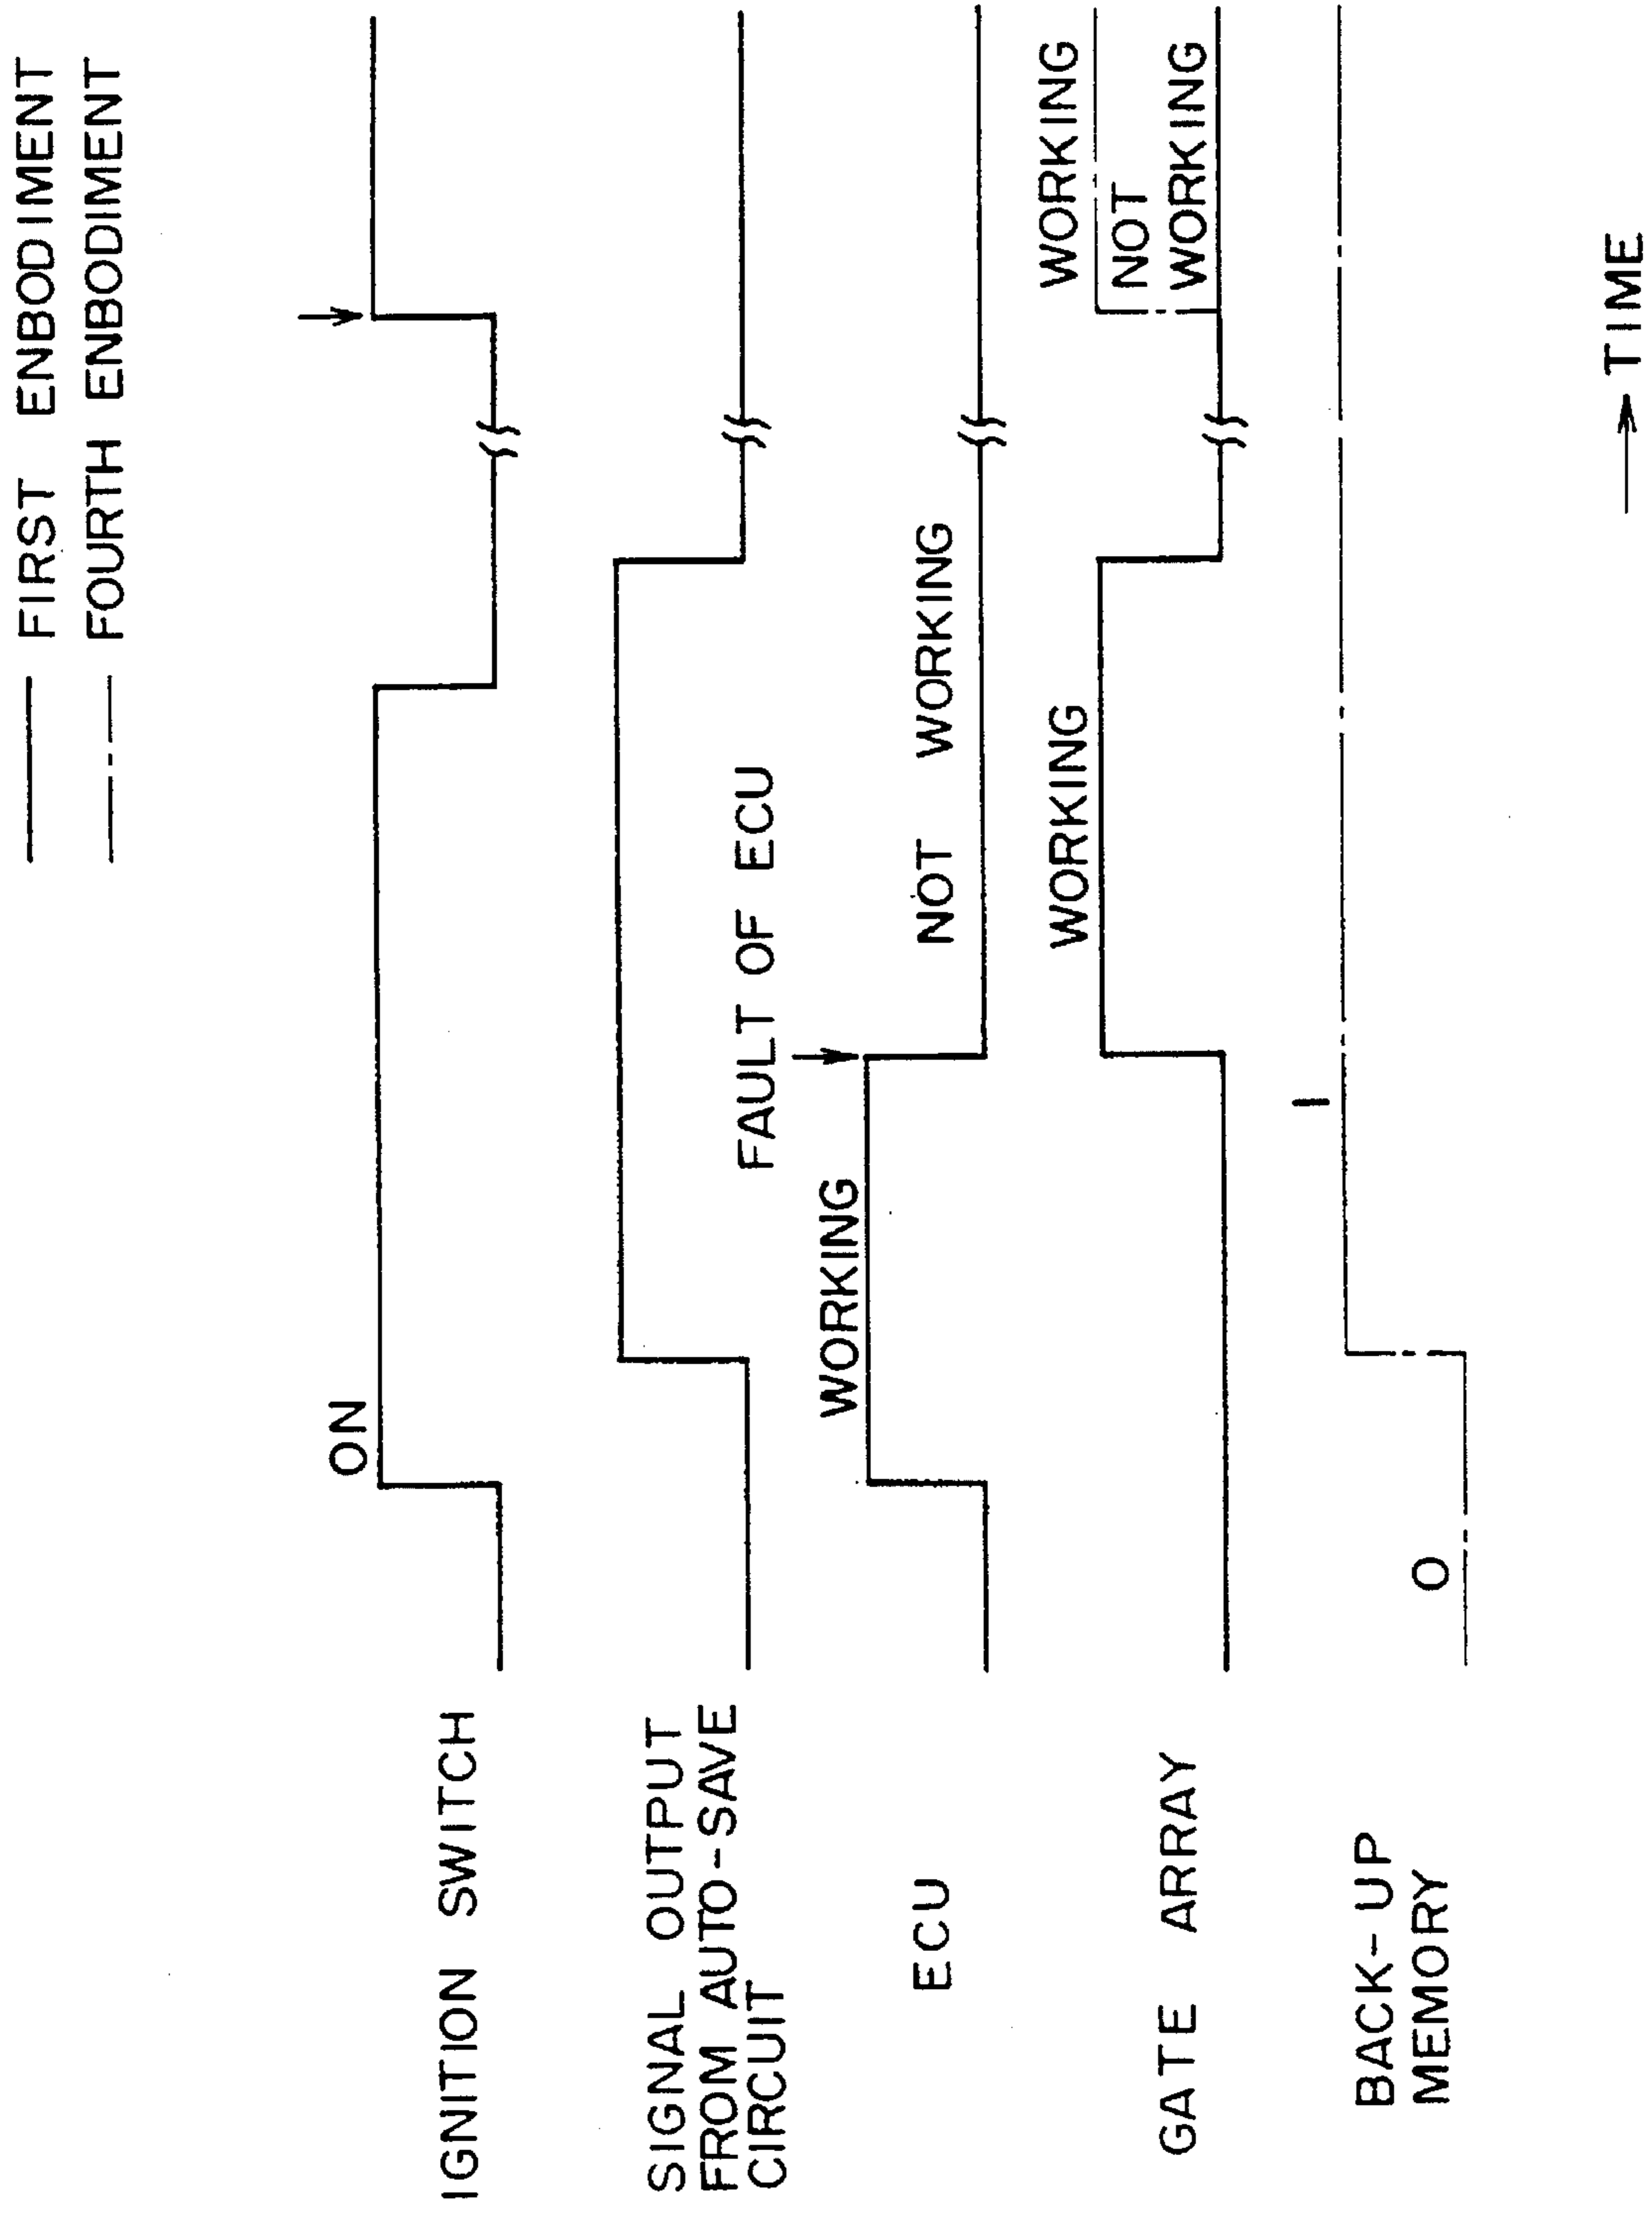 FIRST ENBODIMENT
FOURTH ENBODIMENT
IGNITION SWITCH
ON
SIGNAL OUTPUT
FROM AUTO-SAVE
CIRCUIT
FAULT OF ECU
ECU
WORKING
NOT WORKING
GATE ARRAY
WORKING
WORKING
NOT
WORKING
BACK-UP
MEMORY
0
1
TIME